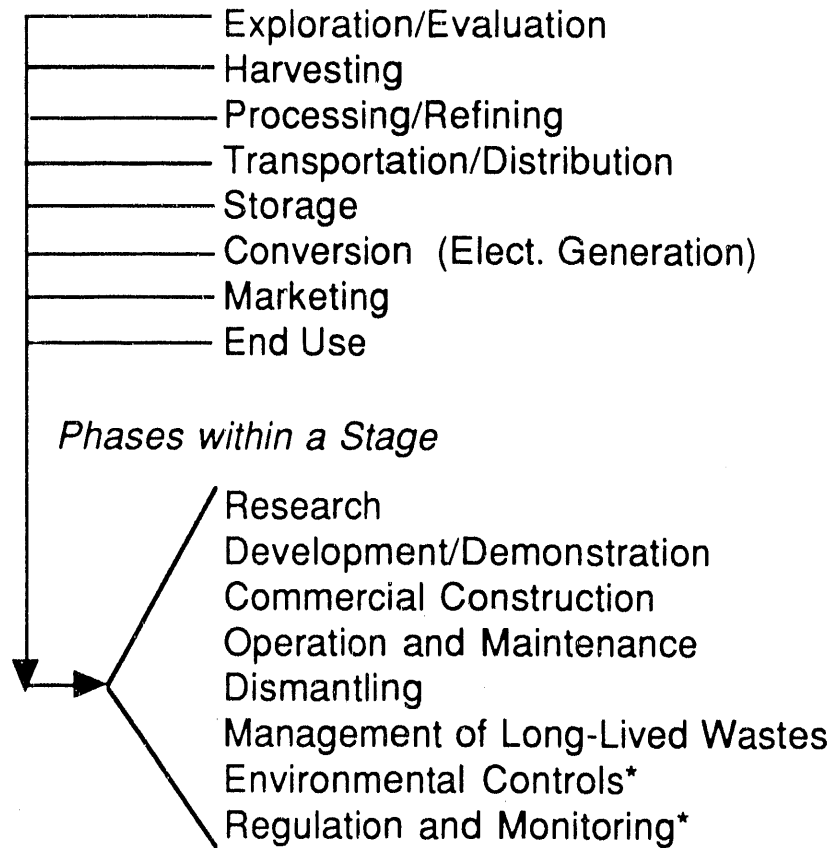 Exploration/Evaluation
Harvesting
Processing/Refining
Transportation/Distribution
Storage
Conversion (Elect. Generation)
Marketing
End Use
Phases within a Stage
Research
Development/Demonstration
Commercial Construction
Operation and Maintenance
Dismantling
Management of Long-Lived Wastes
Environmental Controls*
Regulation and Monitoring*